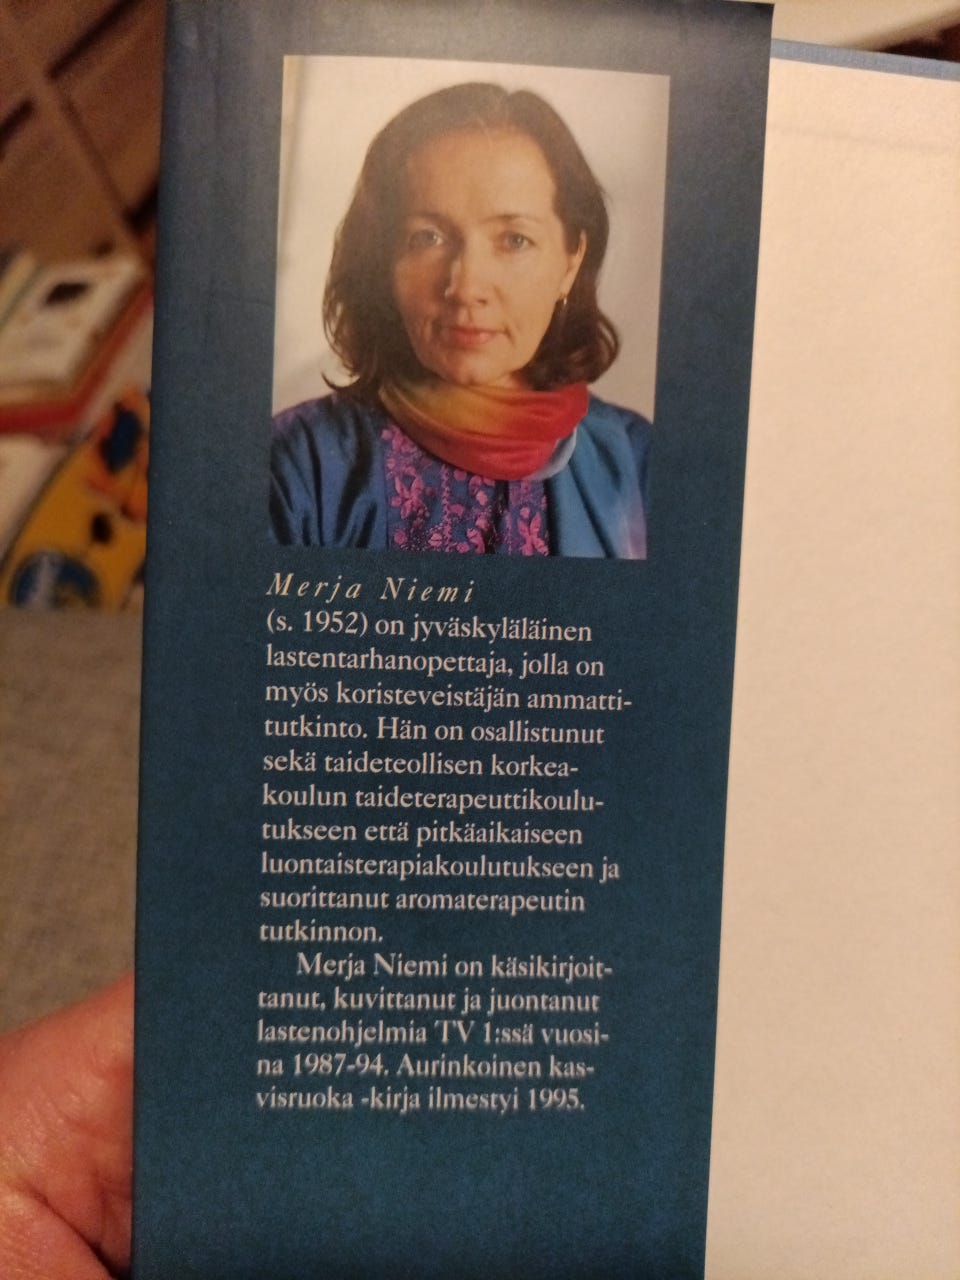 Merja Niemi
(s. 1952) on jyväskyläläinen
lastentarhanopettaja, jolla on
myös koristeveistäjän ammatti-
tutkinto. Hän on osallistunut
sekä taideteollisen korkea-
koulun taideterapeuttikoulu-
tukseen että pitkäaikaiseen
luontaisterapiakoulutukseen ja
suorittanut aromaterapeutin
tutkinnon.
Merja Niemi on käsikirjoit-
tanut, kuvittanut ja juontanut
lastenohjelmia TV 1:ssä vuosi-
na 1987-94. Aurinkoinen kas-
visruoka -kirja ilmestyi 1995.